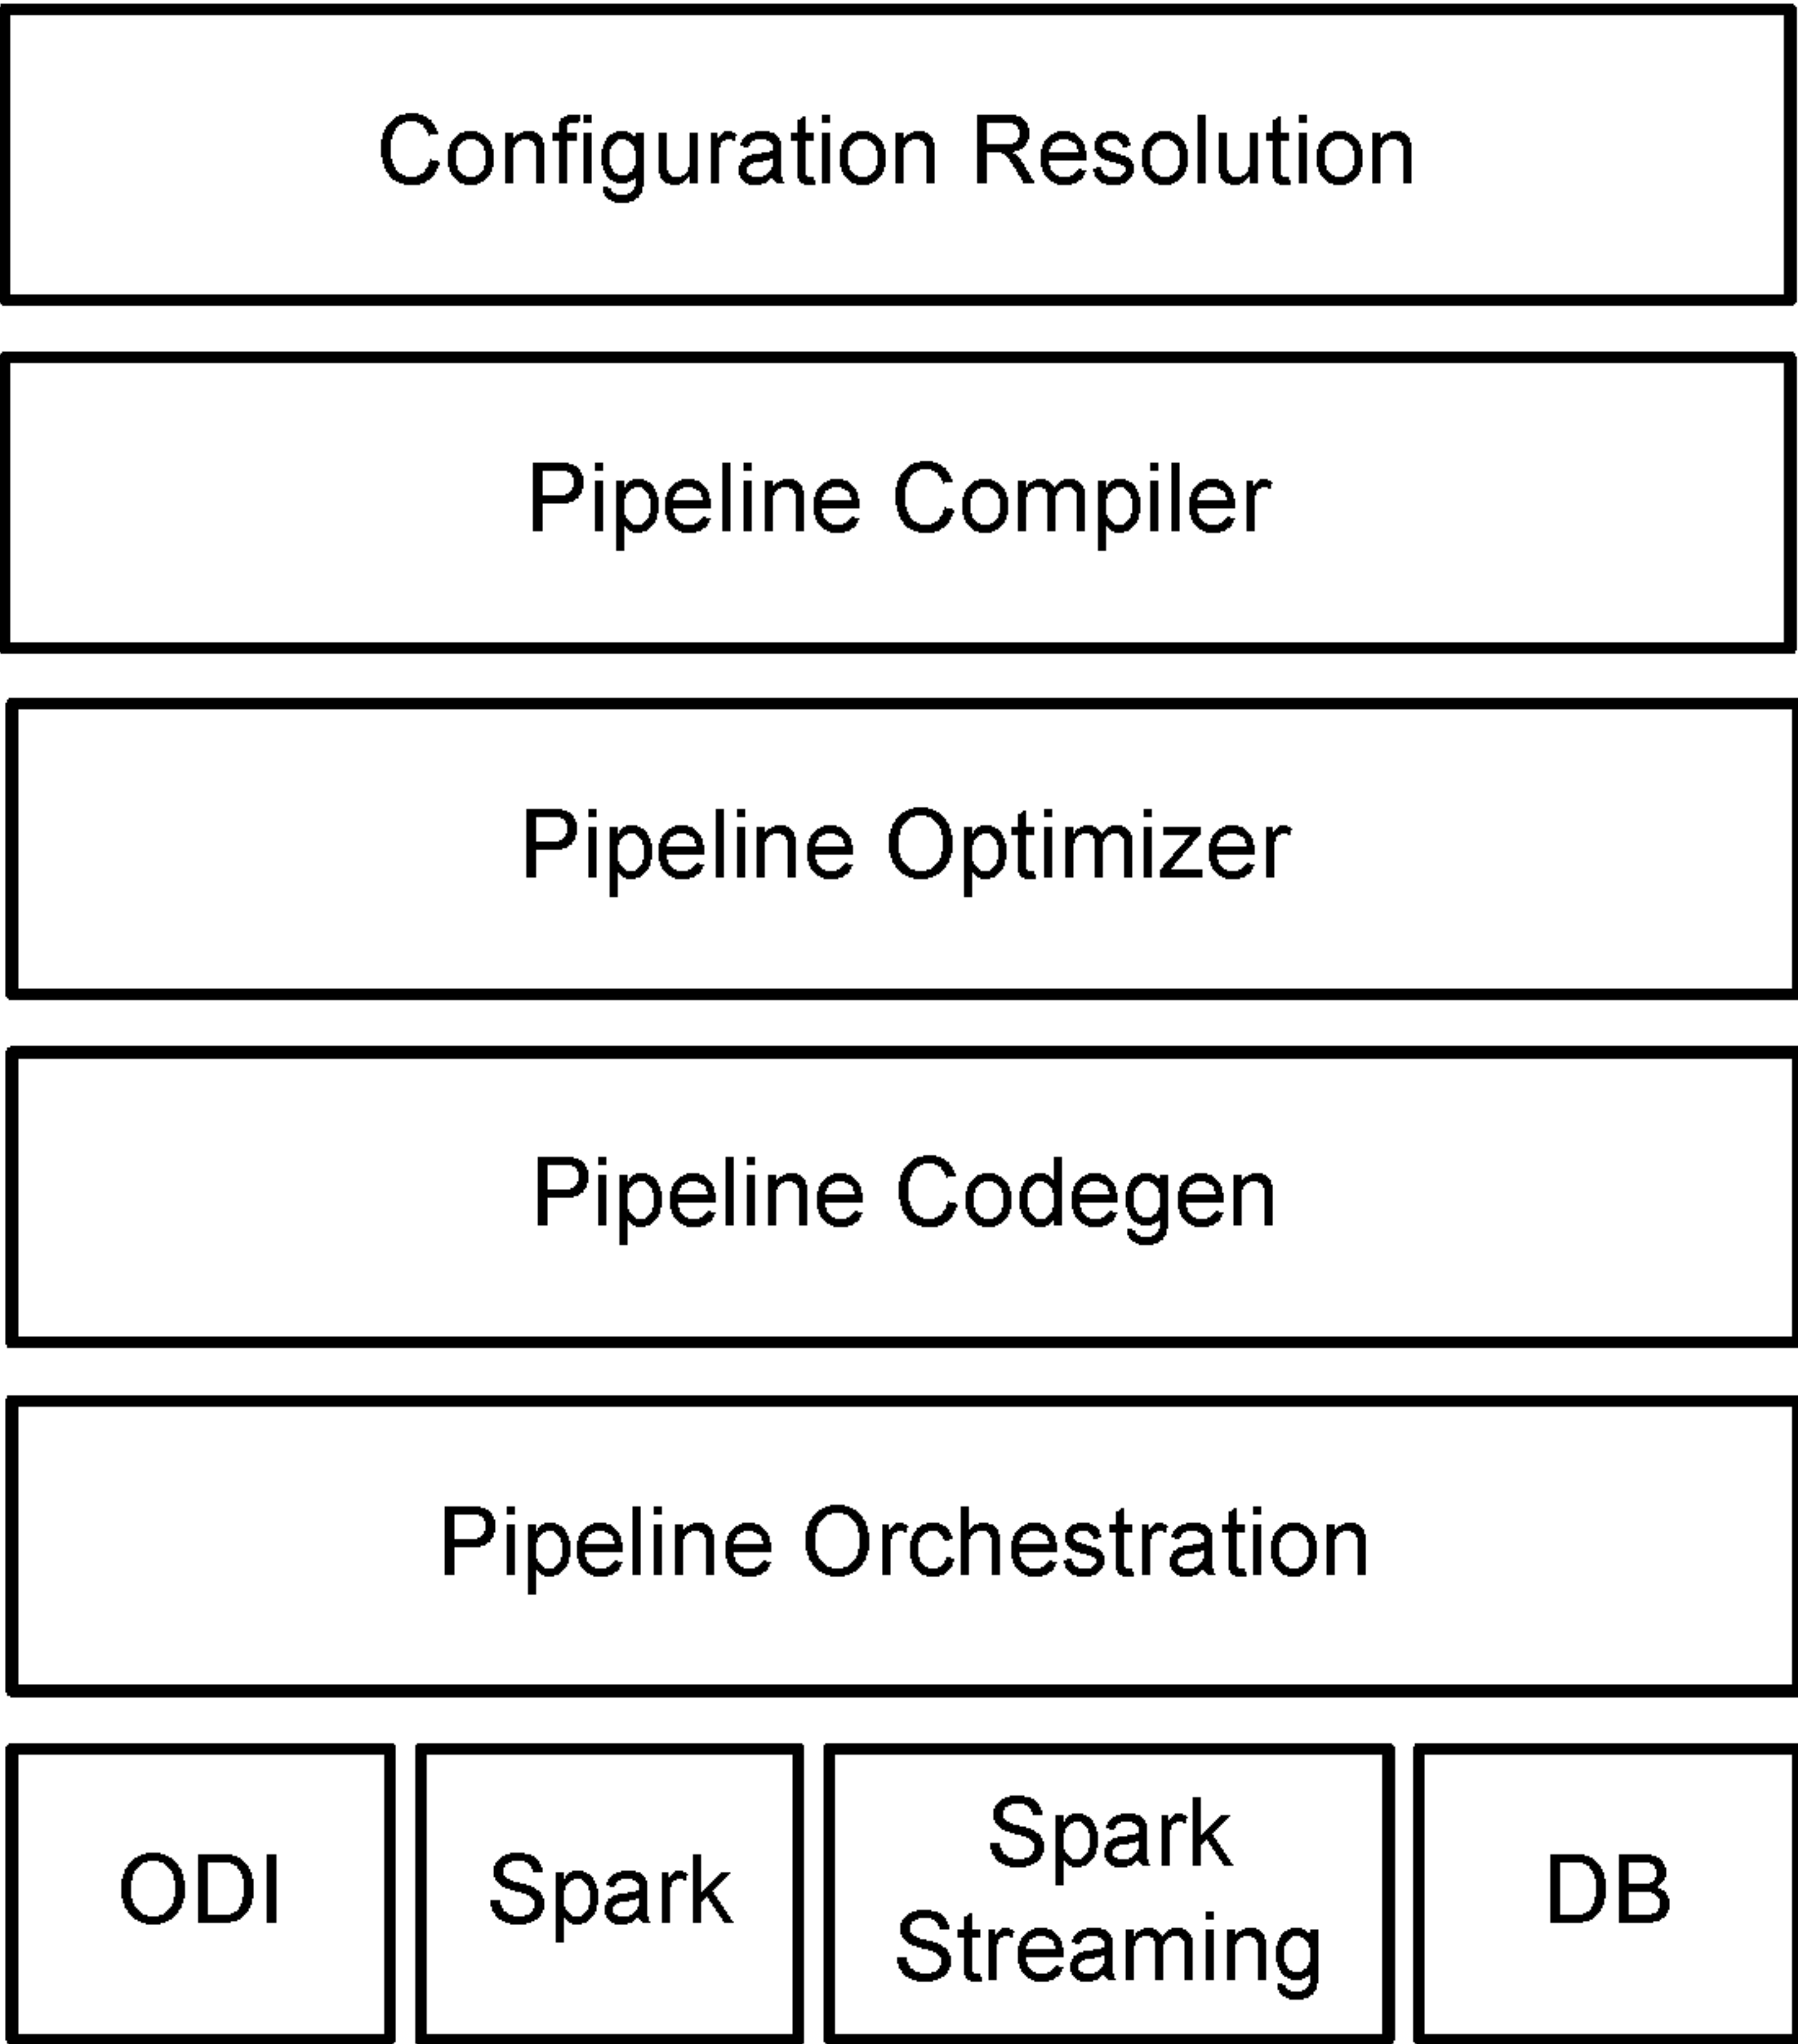 Configuration Resolution
Pipeline Compiler
Pipeline Optimizer
Pipeline Codegen
Pipeline Orchestration
ODI
Spark
Spark
Streaming
DB